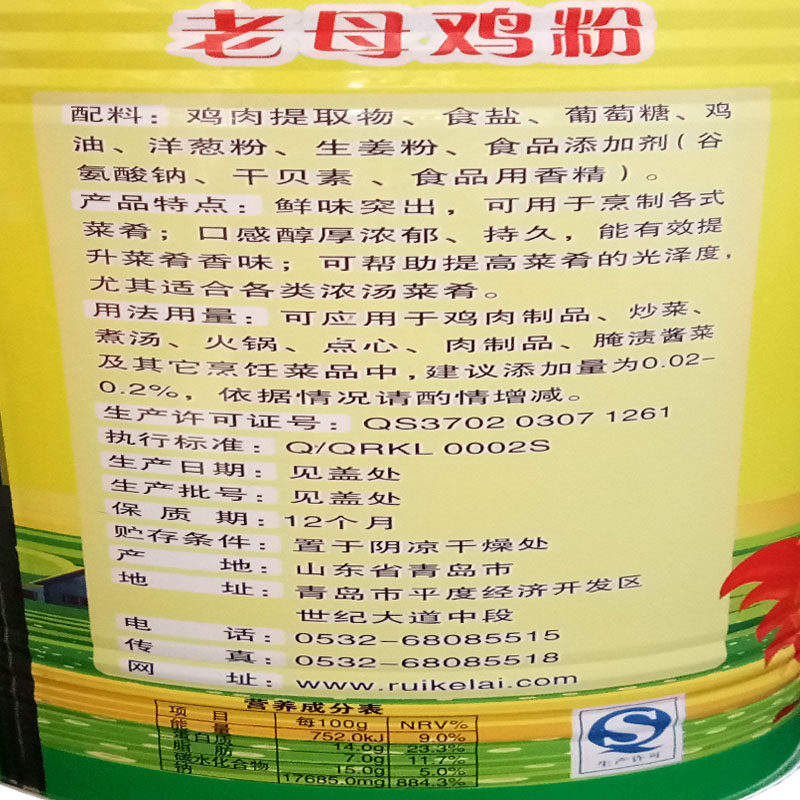 老母鸡粉
配料：鸡肉提取物、食盐、葡萄糖、鸡
油、洋葱粉、生姜粉、食品添加剂（谷
氨酸钠、干贝素、食品用香精）。
产品特点：鲜味突出，可用于烹制各式
菜肴；口感醇厚浓郁、持久，能有效提
升菜肴香味；可帮助提高菜肴的光泽度，
尤其适合各类浓汤菜肴。
用法用量：可应用于鸡肉制品、炒菜、
煮汤、火锅、点心、肉制品、腌渍酱菜
及其它烹饪菜品中，建议添加量为0.02-
0.2%，依据情况请酌情增减。
生产许可证号：QS3702 0307 1261
执行标准：Q/QRKL 0002S
生产日期：见盖处
生产批号：见盖处
保质期：12个月
贮存条件：置于阴凉干燥处
产地：山东省青岛市
地址：青岛市平度经济开发区
世纪大道中段
电话：0532-68085515
传真：0532-68085518
网址：www.ruikelai.com
营养成分表
项目 每100g NRV%
能量 752.0kJ 9.0%
蛋白质 14.0g 23.3%
脂肪 7.0g 11.7%
碳水化合物 15.0g 5.0%
钠 17685.0mg 884.3%
生产许可